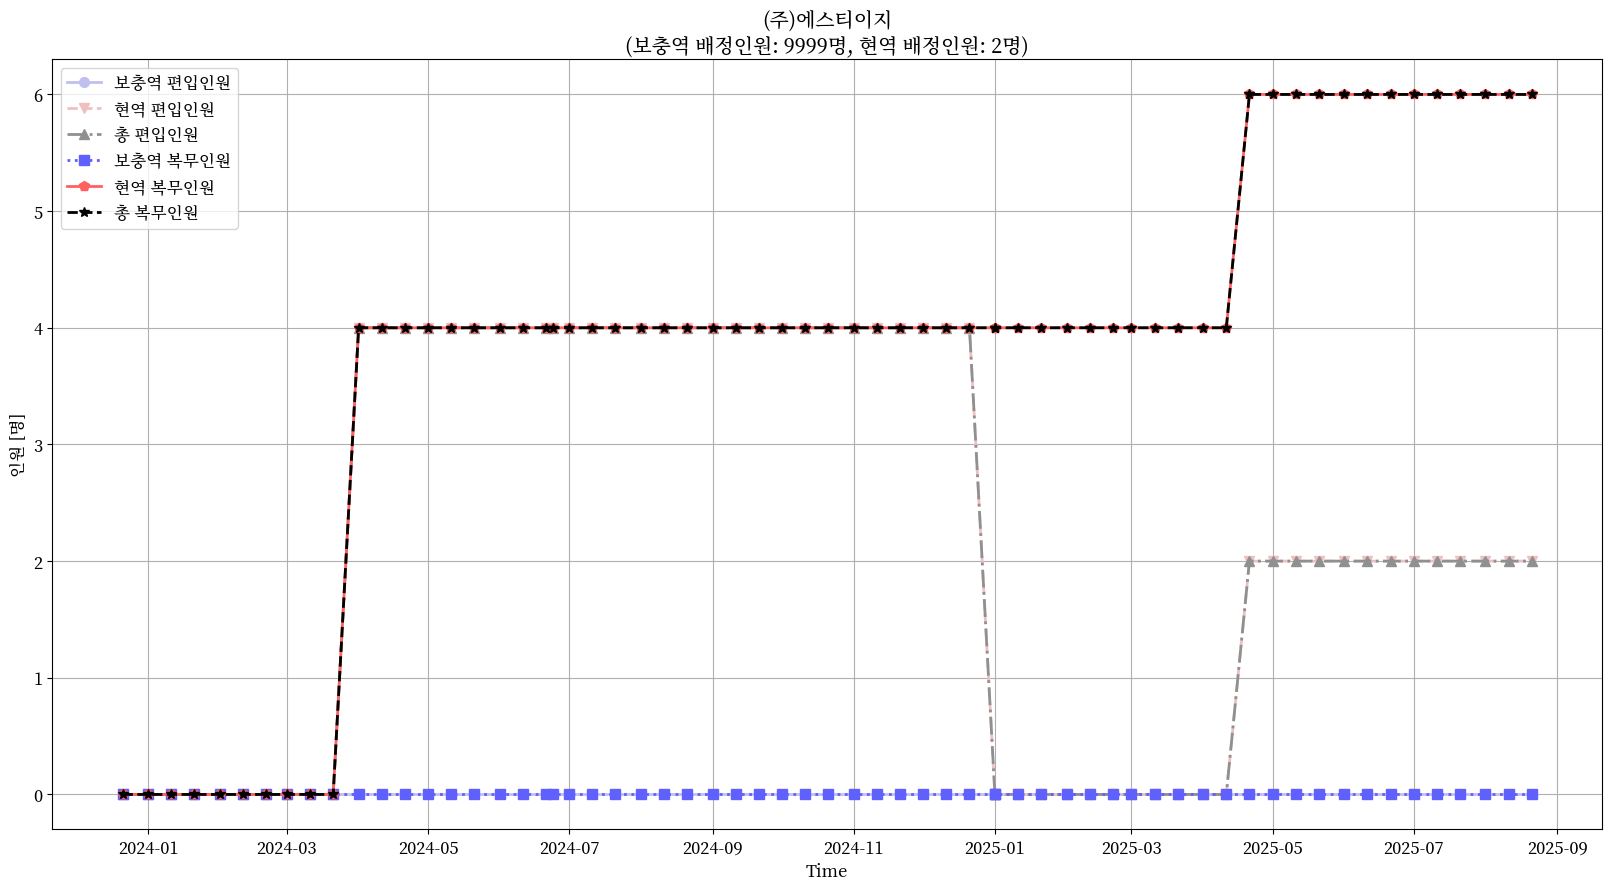 (주)에스티이지
(보충역 배정인원: 9999명, 현역 배정인원: 2명)
보충역 편입인원
현역 편입인원
총 편입인원
보충역 복무인원
현역 복무인원
총 복무인원
인원 [명]
6
5
4
3
2
1
0
2024-01 2024-03 2024-05 2024-07 2024-09 2024-11 2025-01 2025-03 2025-05 2025-07 2025-09
Time